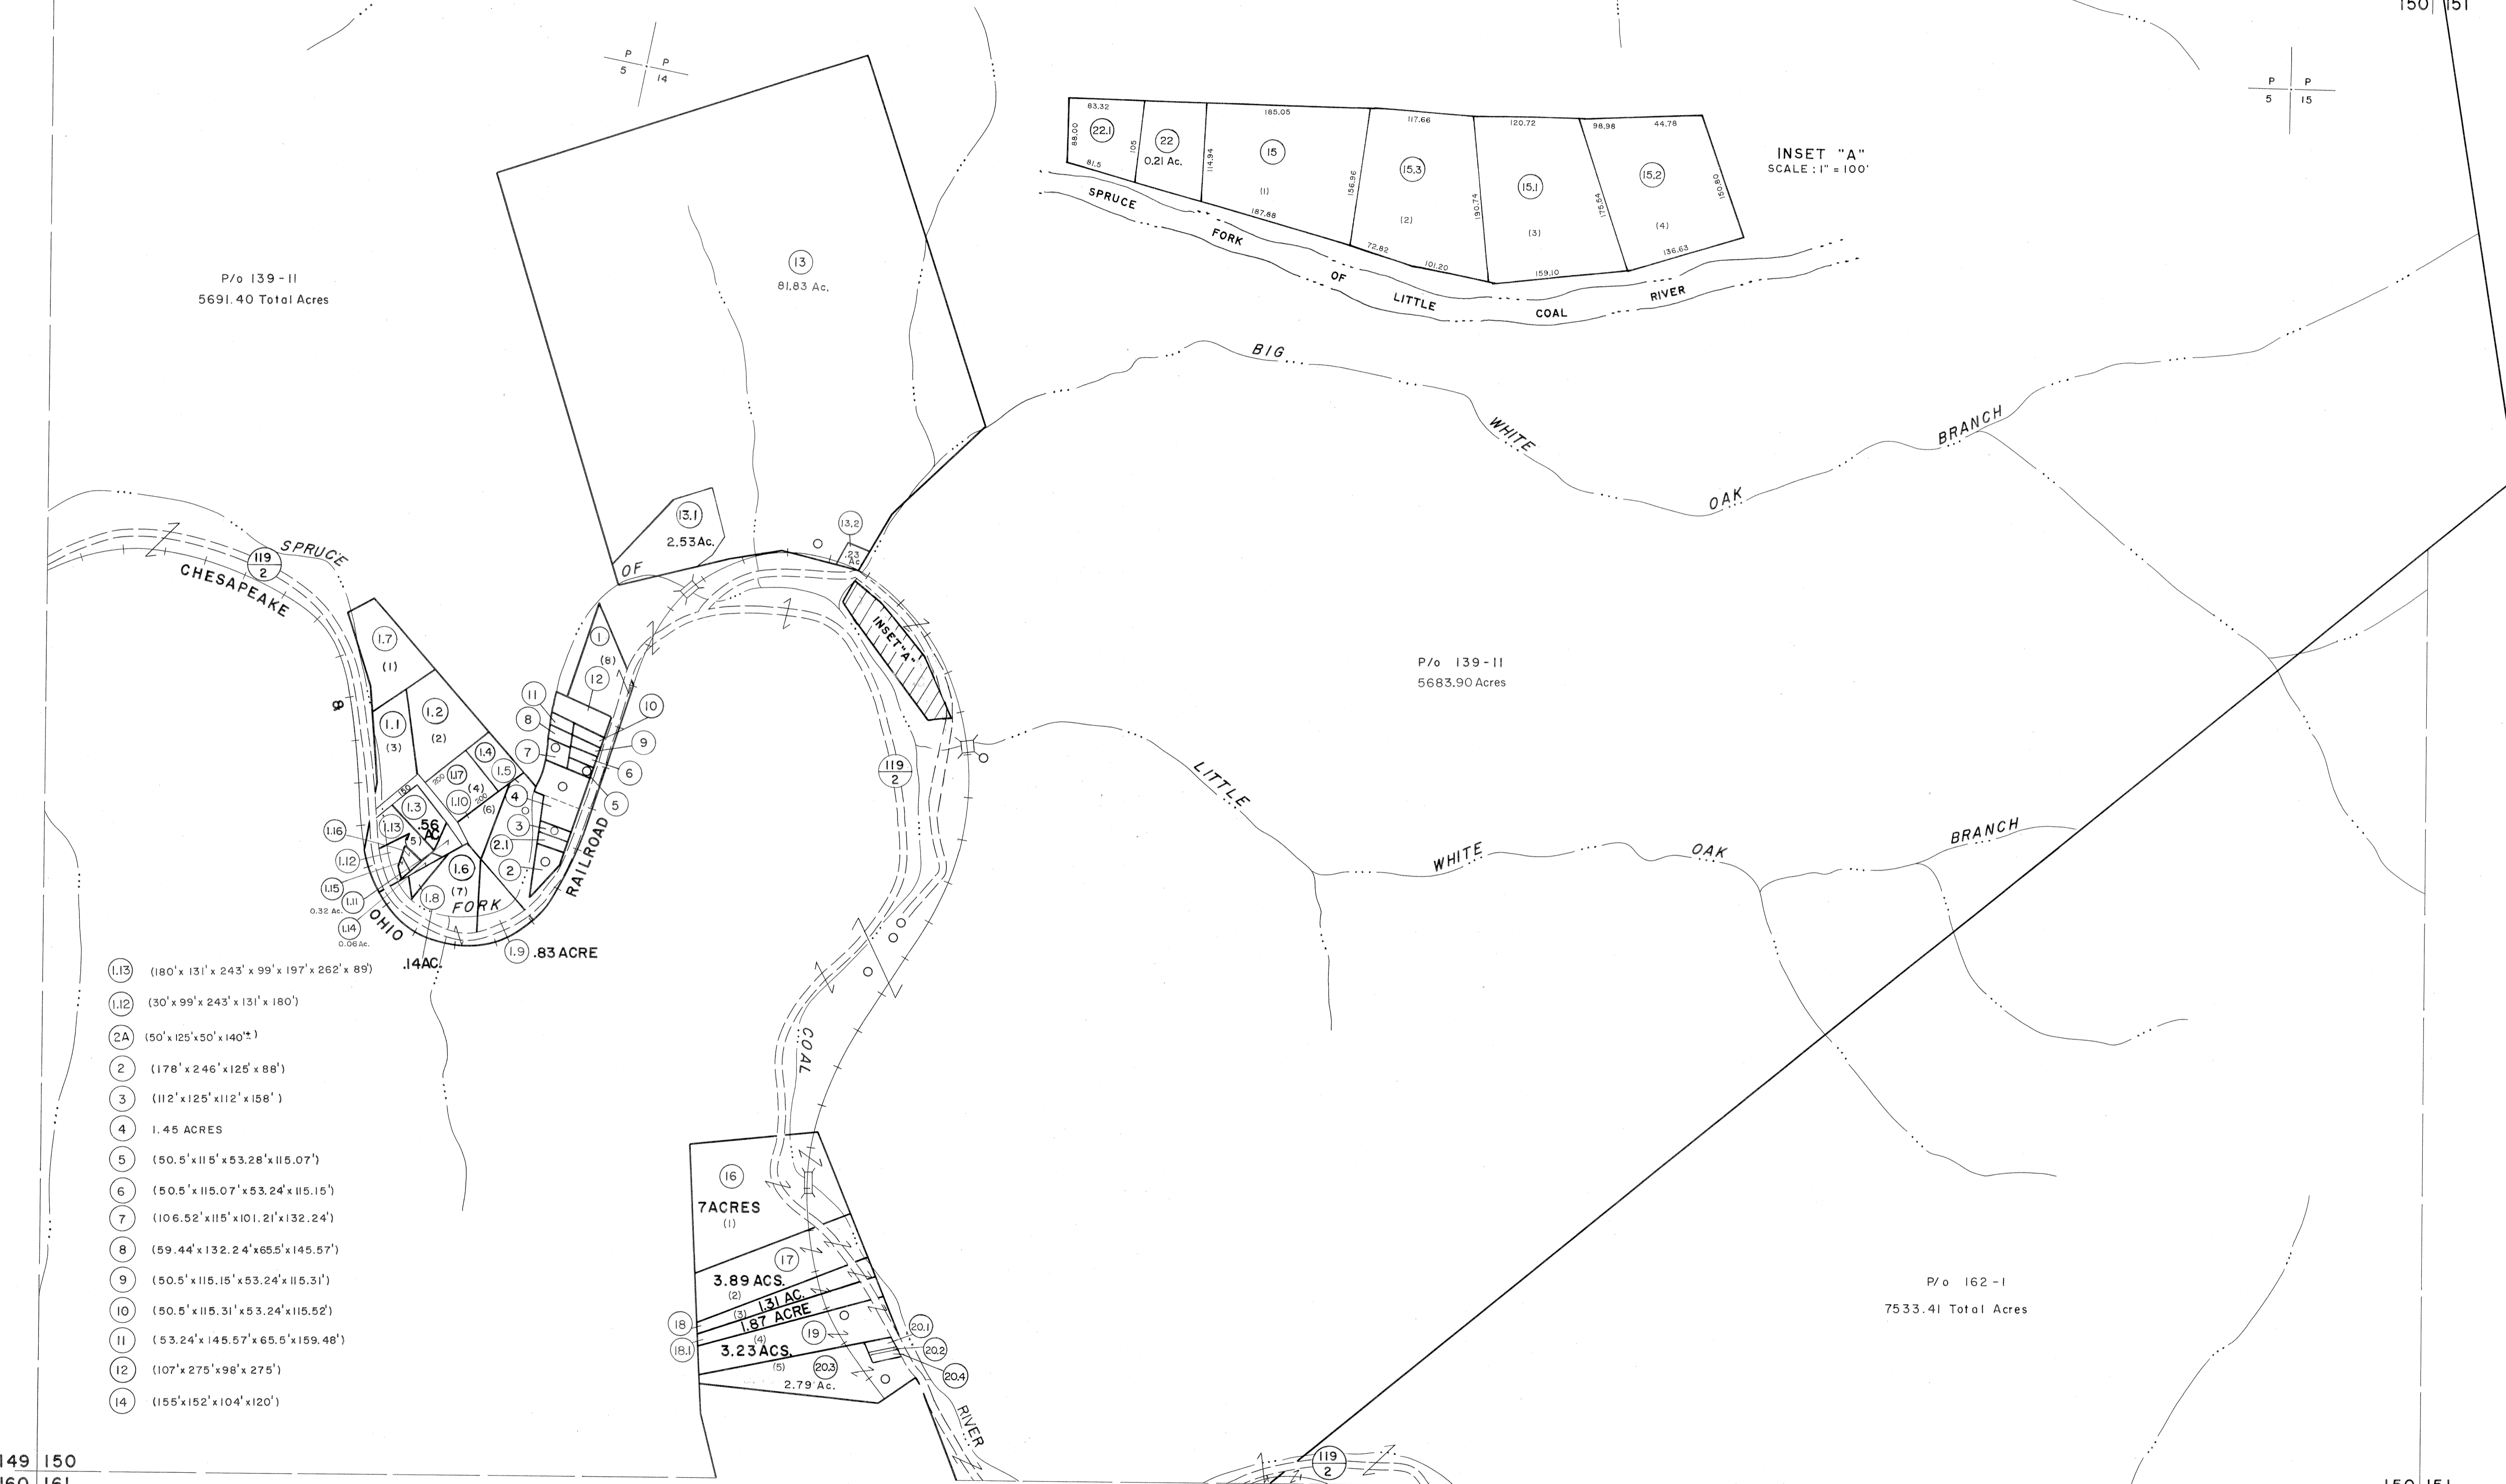 150 151
P P
5 14
P P
5 15
83.32
185.05
117.66
120.72
98.98
44.78
88.00
22.1
105
22
0.21 Ac.
114.94
15
(1)
156.96
15.3
(2)
190.74
15.1
(3)
175.54
15.2
(4)
150.80
81.5
187.88
72.82
101.20
159.10
136.63
INSET "A"
SCALE : 1" = 100'
SPRUCE FORK OF LITTLE COAL RIVER
P/o 139-11
5691.40 Total Acres
13
81.83 Ac.
BIG WHITE OAK BRANCH
13.1
2.53 Ac.
13.2
.23
Ac
SPRUCE
OF
119
2
CHESAPEAKE
&
INSET "A"
P/o 139-11
5683.90 Acres
1.7
(1)
1
(8)
12
11
10
8
9
7
6
5
1.1
(3)
1.2
(2)
1.4
1.5
200
1.17
(4)
1.10
200
(6)
4
150
1.3
.56
AC
1.13
(5)
3
2.1
2
1.16
1.12
1.15
1.11
0.32 Ac.
1.14
0.06 Ac.
1.6
(7)
1.8
FORK
OHIO
RAILROAD
1.9 .83 ACRE
.14 AC.
119
2
LITTLE WHITE OAK BRANCH
1.13 (180' x 131' x 243' x 99' x 197' x 262' x 89')
1.12 (30' x 99' x 243' x 131' x 180')
2A (50' x 125' x 50' x 140'±)
2 (178' x 246' x 125' x 88')
3 (112' x 125' x 112' x 158')
4 1.45 ACRES
5 (50.5' x 115' x 53.28' x 115.07')
6 (50.5' x 115.07' x 53.24' x 115.15')
7 (106.52' x 115' x 101.21' x 132.24')
8 (59.44' x 132.24' x 65.5' x 145.57')
9 (50.5' x 115.15' x 53.24' x 115.31')
10 (50.5' x 115.31' x 53.24' x 115.52')
11 (53.24' x 145.57' x 65.5' x 159.48')
12 (107' x 275' x 98' x 275')
14 (155' x 152' x 104' x 120')
COAL
16
7 ACRES
(1)
17
3.89 ACS.
(2)
(3) 1.31 AC.
18
1.87 ACRE
(4)
18.1
19
3.23 ACS.
(5)
20.3
2.79 Ac.
20.1
20.2
20.4
RIVER
P/o 162-1
7533.41 Total Acres
119
2
149 150
160 161
150 151